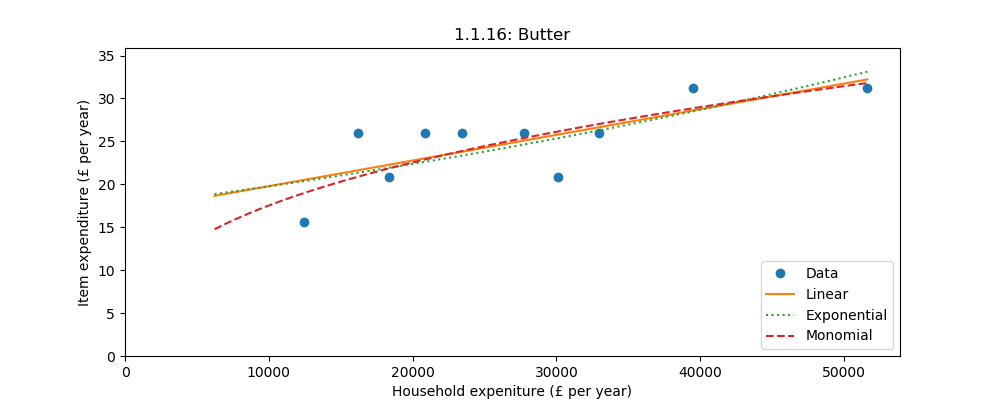 1.1.16: Butter
Item expenditure (£ per year)
35
30
25
20
15
10
5
0
0 10000 20000 30000 40000 50000
Household expeniture (£ per year)
Data
Linear
Exponential
Monomial